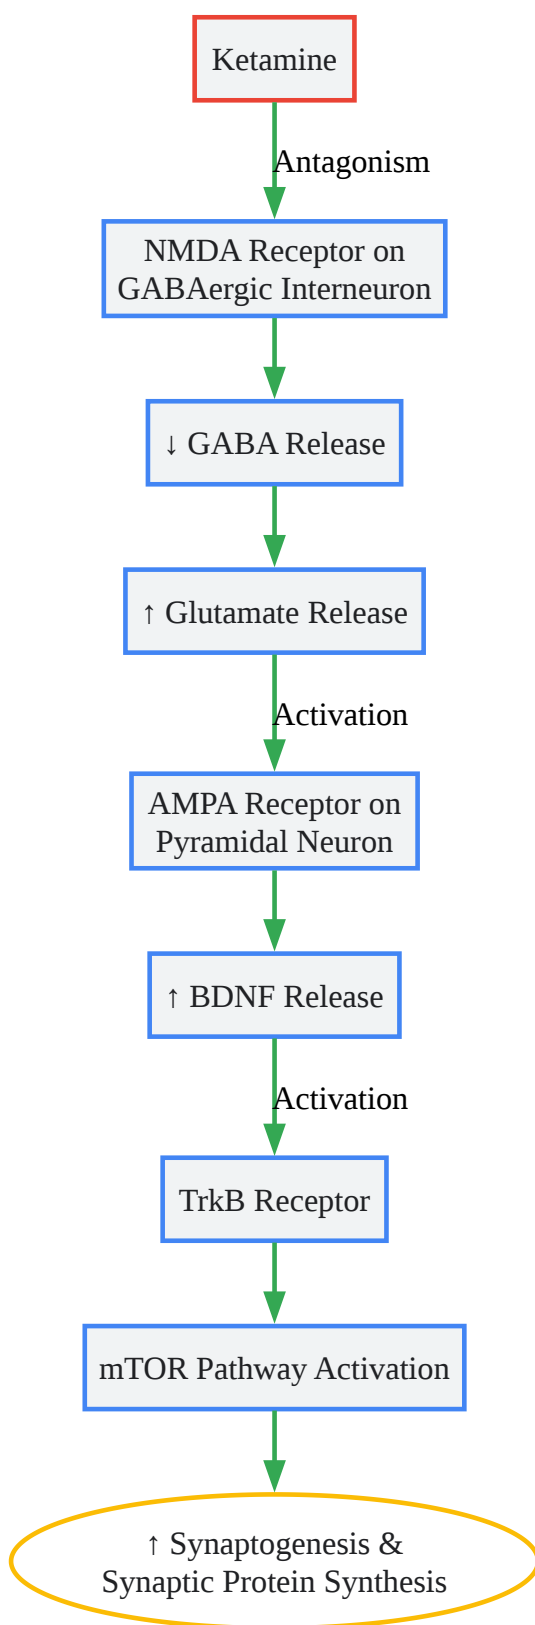 Ketamine
Antagonism
NMDA Receptor on
GABAergic Interneuron
↓ GABA Release
↑ Glutamate Release
Activation
AMPA Receptor on
Pyramidal Neuron
↑ BDNF Release
Activation
TrkB Receptor
mTOR Pathway Activation
↑ Synaptogenesis &
Synaptic Protein Synthesis